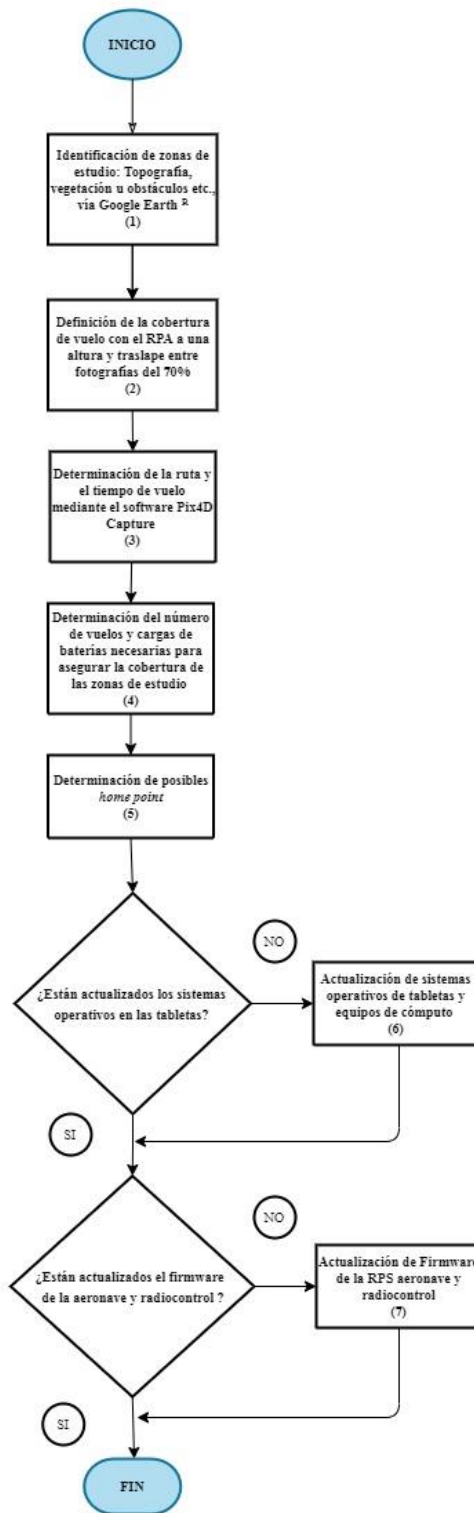 INICIO
Identificación de zonas de
estudio: Topografía,
vegetación u obstáculos etc.,
vía Google Earth ®
(1)
Definición de la cobertura
de vuelo con el RPA a una
altura y traslape entre
fotografías del 70%
(2)
Determinación de la ruta y
el tiempo de vuelo
mediante el software Pix4D
Capture
(3)
Determinación del número
de vuelos y cargas de
baterías necesarias para
asegurar la cobertura de
las zonas de estudio
(4)
Determinación de posibles
home point
(5)
¿Están actualizados los sistemas
operativos en las tabletas?
NO
Actualización de sistemas
operativos de tabletas y
equipos de cómputo
(6)
SI
¿Están actualizados el firmware
de la aeronave y radiocontrol ?
NO
Actualización de Firmware
de la RPS aeronave y
radiocontrol
(7)
SI
FIN